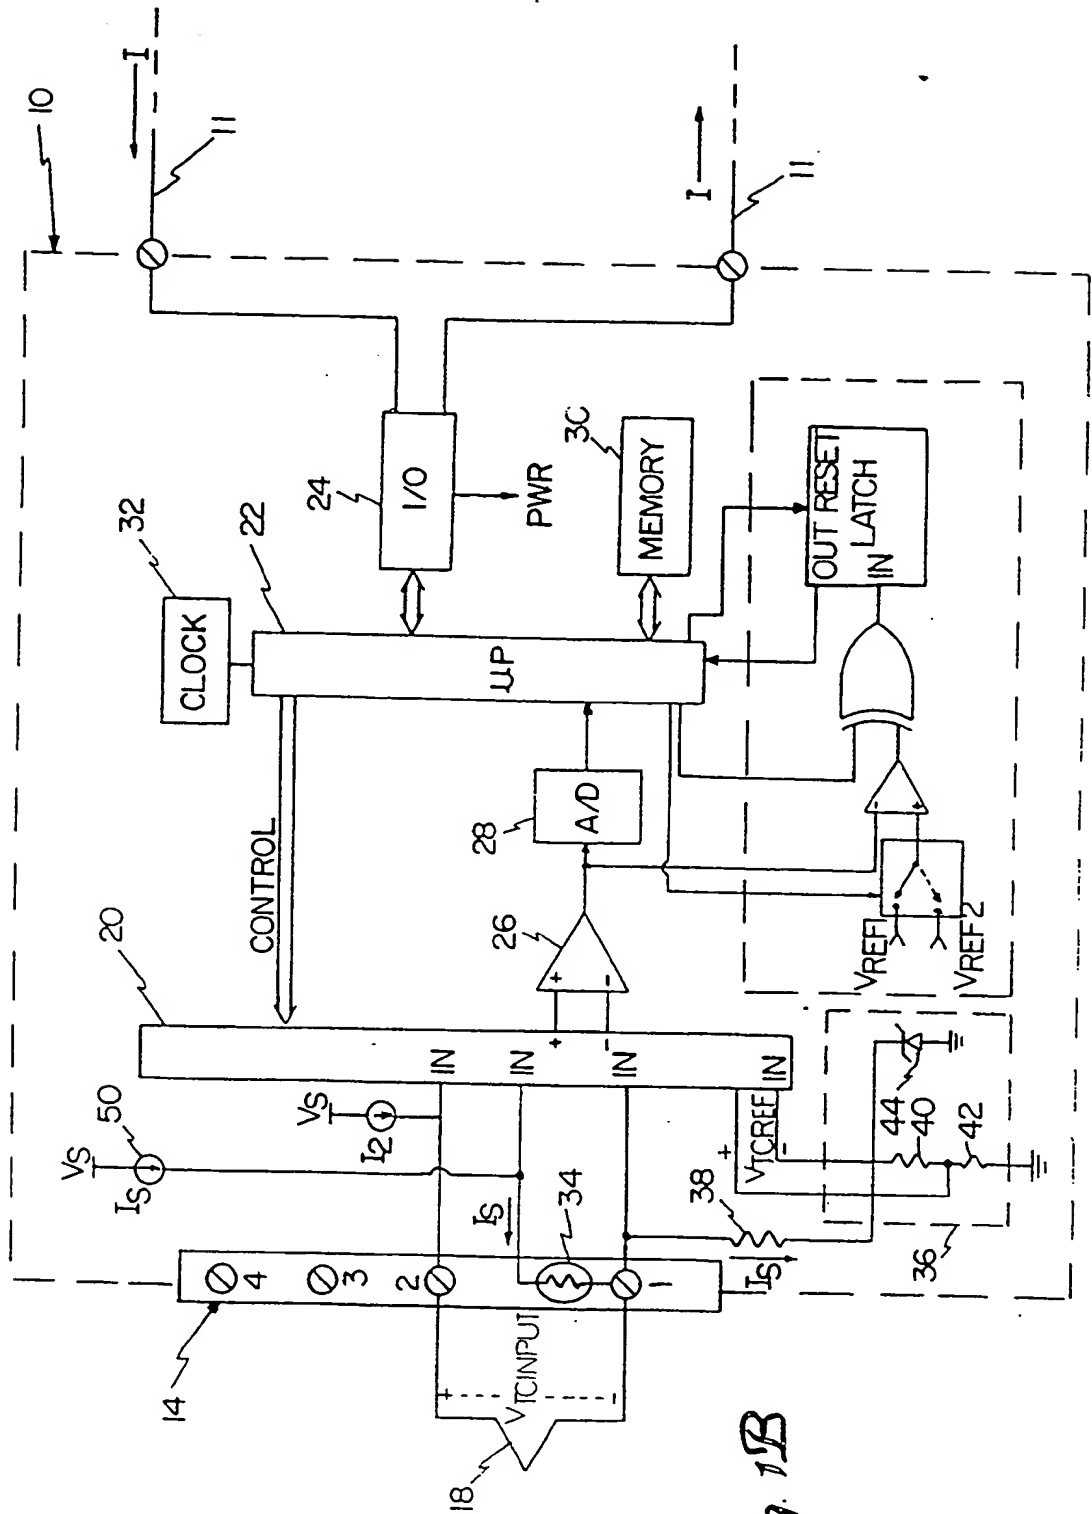 10
I
11
I
11
32
CLOCK
22
24
I/O
PWR
3C
MEMORY
µP
OUT RESET
LATCH
IN
CONTROL
28
A/D
20
26
+
-
+
-
-
+
VREF1
VREF2
IN
IN
IN
IN
50
VS
IS
VS
I2
IS
34
38
+
VTCREF
-
44
40
42
36
IS
14
4
3
2
1
+
VTCINPUT
-
18
1B